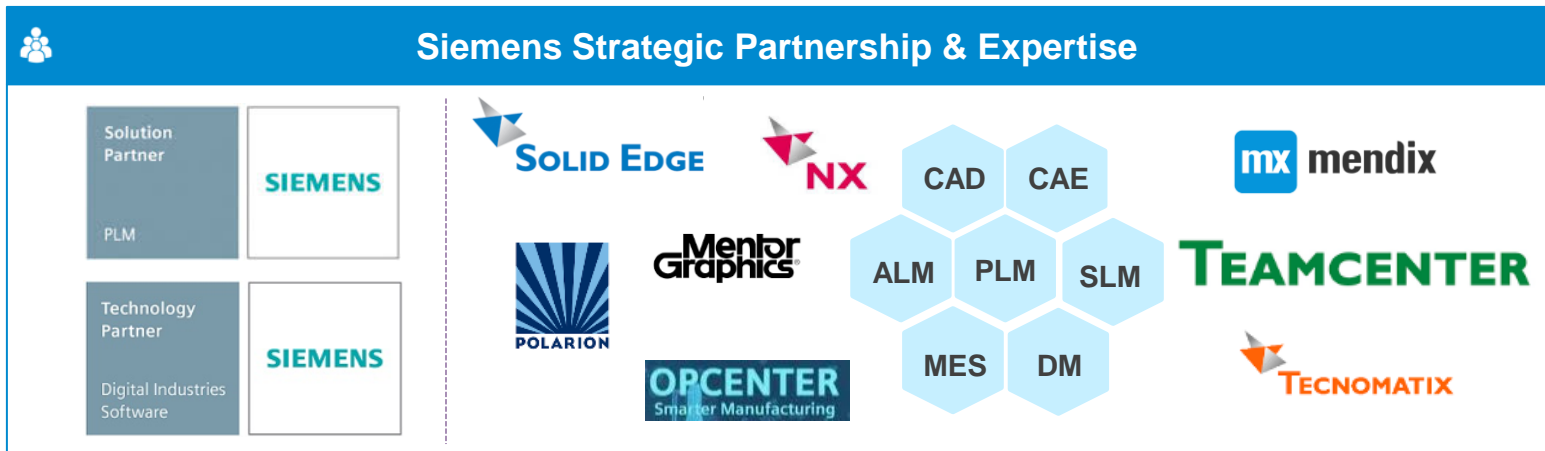 Siemens Strategic Partnership & Expertise
Solution
Partner
PLM
SIEMENS
Technology
Partner
Digital Industries
Software
SIEMENS
SOLID EDGE
NX
CAD
CAE
mx mendix
POLARION
Mentor
Graphics®
ALM
PLM
SLM
TEAMCENTER
OPCENTER
Smarter Manufacturing
MES
DM
TECNOMATIX